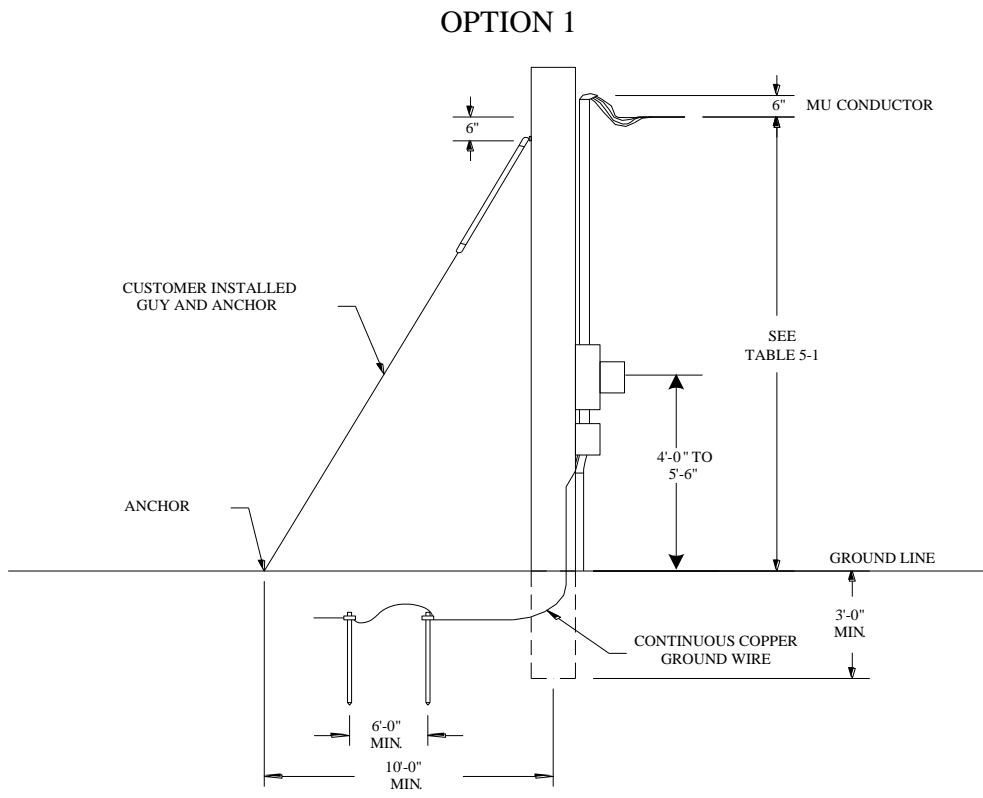 OPTION 1
6"
6"
MU CONDUCTOR
CUSTOMER INSTALLED
GUY AND ANCHOR
SEE
TABLE 5-1
4'-0" TO
5'-6"
ANCHOR
GROUND LINE
3'-0"
MIN.
CONTINUOUS COPPER
GROUND WIRE
6'-0"
MIN.
10'-0"
MIN.